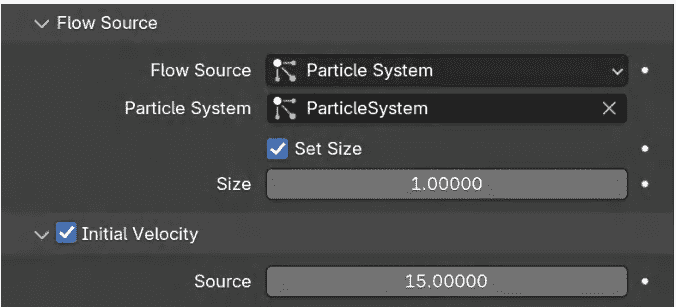 Flow Source
Flow Source Particle System
Particle System ParticleSystem
Set Size
Size 1.00000
Initial Velocity
Source 15.00000